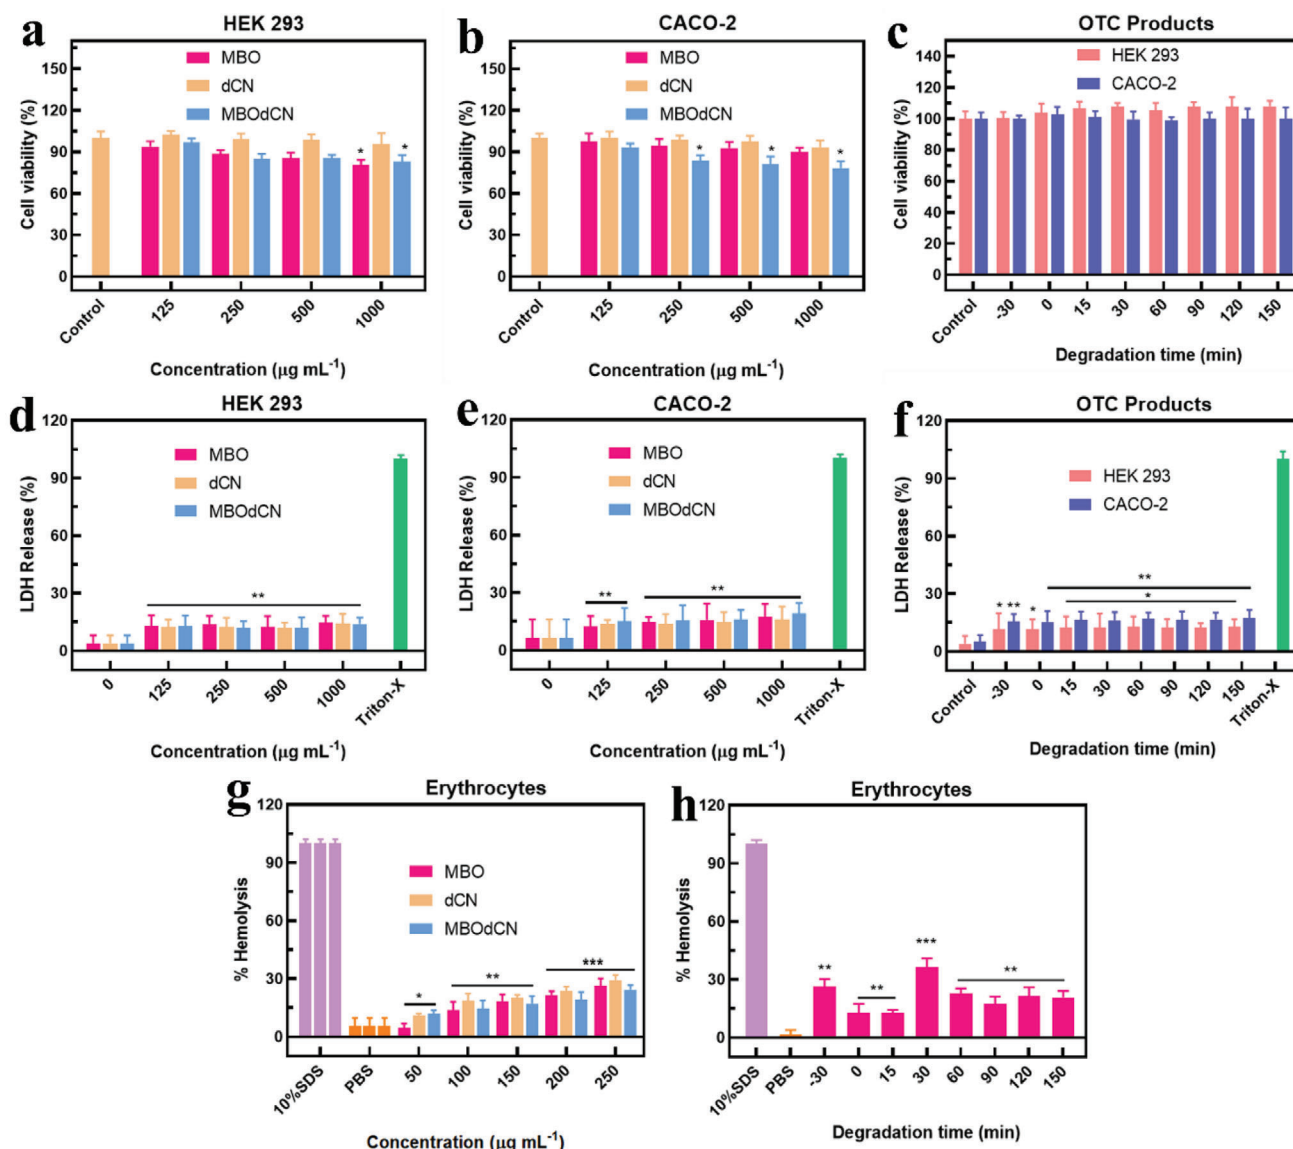 a
HEK 293
Cell viability (%)
150
120
90
60
30
0
MBO
dCN
MBOdCN
*
*
Control
125
250
500
1000
Concentration (μg mL⁻¹)
b
CACO-2
Cell viability (%)
150
120
90
60
30
0
MBO
dCN
MBOdCN
*
*
*
Control
125
250
500
1000
Concentration (μg mL⁻¹)
c
OTC Products
Cell viability (%)
140
120
100
80
60
40
20
0
HEK 293
CACO-2
Control
-30
0
15
30
60
90
120
150
Degradation time (min)
d
HEK 293
LDH Release (%)
120
90
60
30
0
MBO
dCN
MBOdCN
**
0
125
250
500
1000
Triton-X
Concentration (μg mL⁻¹)
e
CACO-2
LDH Release (%)
120
90
60
30
0
MBO
dCN
MBOdCN
**
**
0
125
250
500
1000
Triton-X
Concentration (μg mL⁻¹)
f
OTC Products
LDH Release (%)
120
90
60
30
0
HEK 293
CACO-2
* ** *
**
*
Control
-30
0
15
30
60
90
120
150
Triton-X
Degradation time (min)
g
Erythrocytes
% Hemolysis
120
90
60
30
0
MBO
dCN
MBOdCN
*
**
***
10%SDS
PBS
50
100
150
200
250
Concentration (μg mL⁻¹)
h
Erythrocytes
% Hemolysis
120
90
60
30
0
**
**
***
**
10%SDS
PBS
-30
0
15
30
60
90
120
150
Degradation time (min)